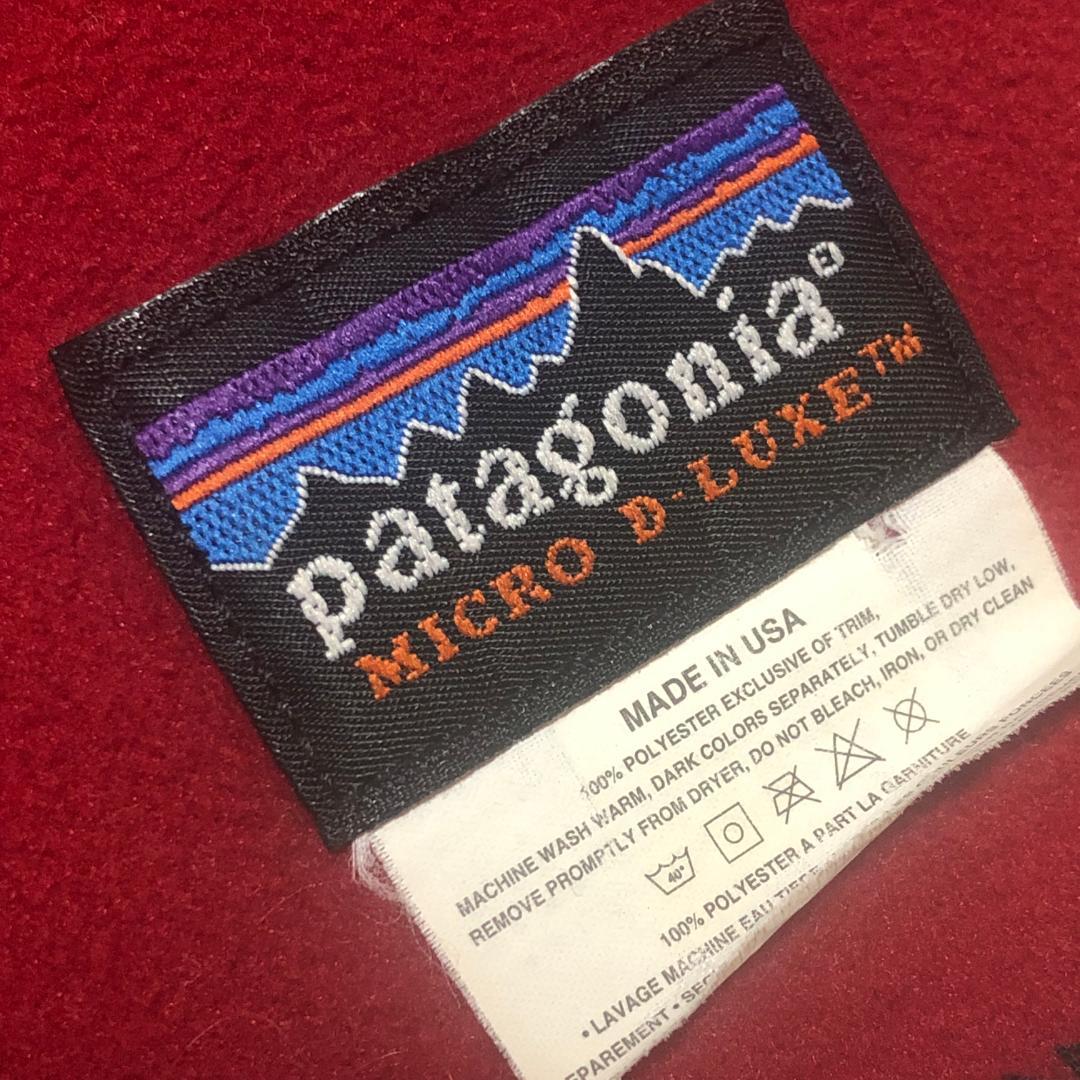 patagonia®
MICRO D-LUXE™
MADE IN USA
100% POLYESTER EXCLUSIVE OF TRIM,
MACHINE WASH WARM, DARK COLORS SEPARATELY, TUMBLE DRY LOW,
REMOVE PROMPTLY FROM DRYER, DO NOT BLEACH, IRON, OR DRY CLEAN
40°
100% POLYESTER A PART LA GARNITURE
• LAVAGE MACHINE EAU
PAREMENT •